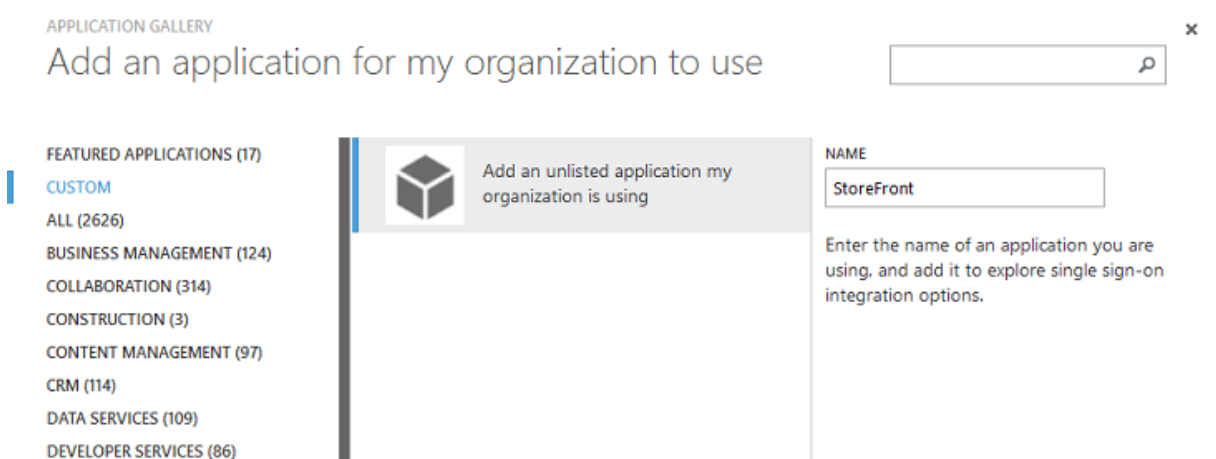 APPLICATION GALLERY
Add an application for my organization to use
FEATURED APPLICATIONS (17)
CUSTOM
ALL (2626)
BUSINESS MANAGEMENT (124)
COLLABORATION (314)
CONSTRUCTION (3)
CONTENT MANAGEMENT (97)
CRM (114)
DATA SERVICES (109)
DEVELOPER SERVICES (86)
Add an unlisted application my
organization is using
NAME
StoreFront
Enter the name of an application you are
using, and add it to explore single sign-on
integration options.